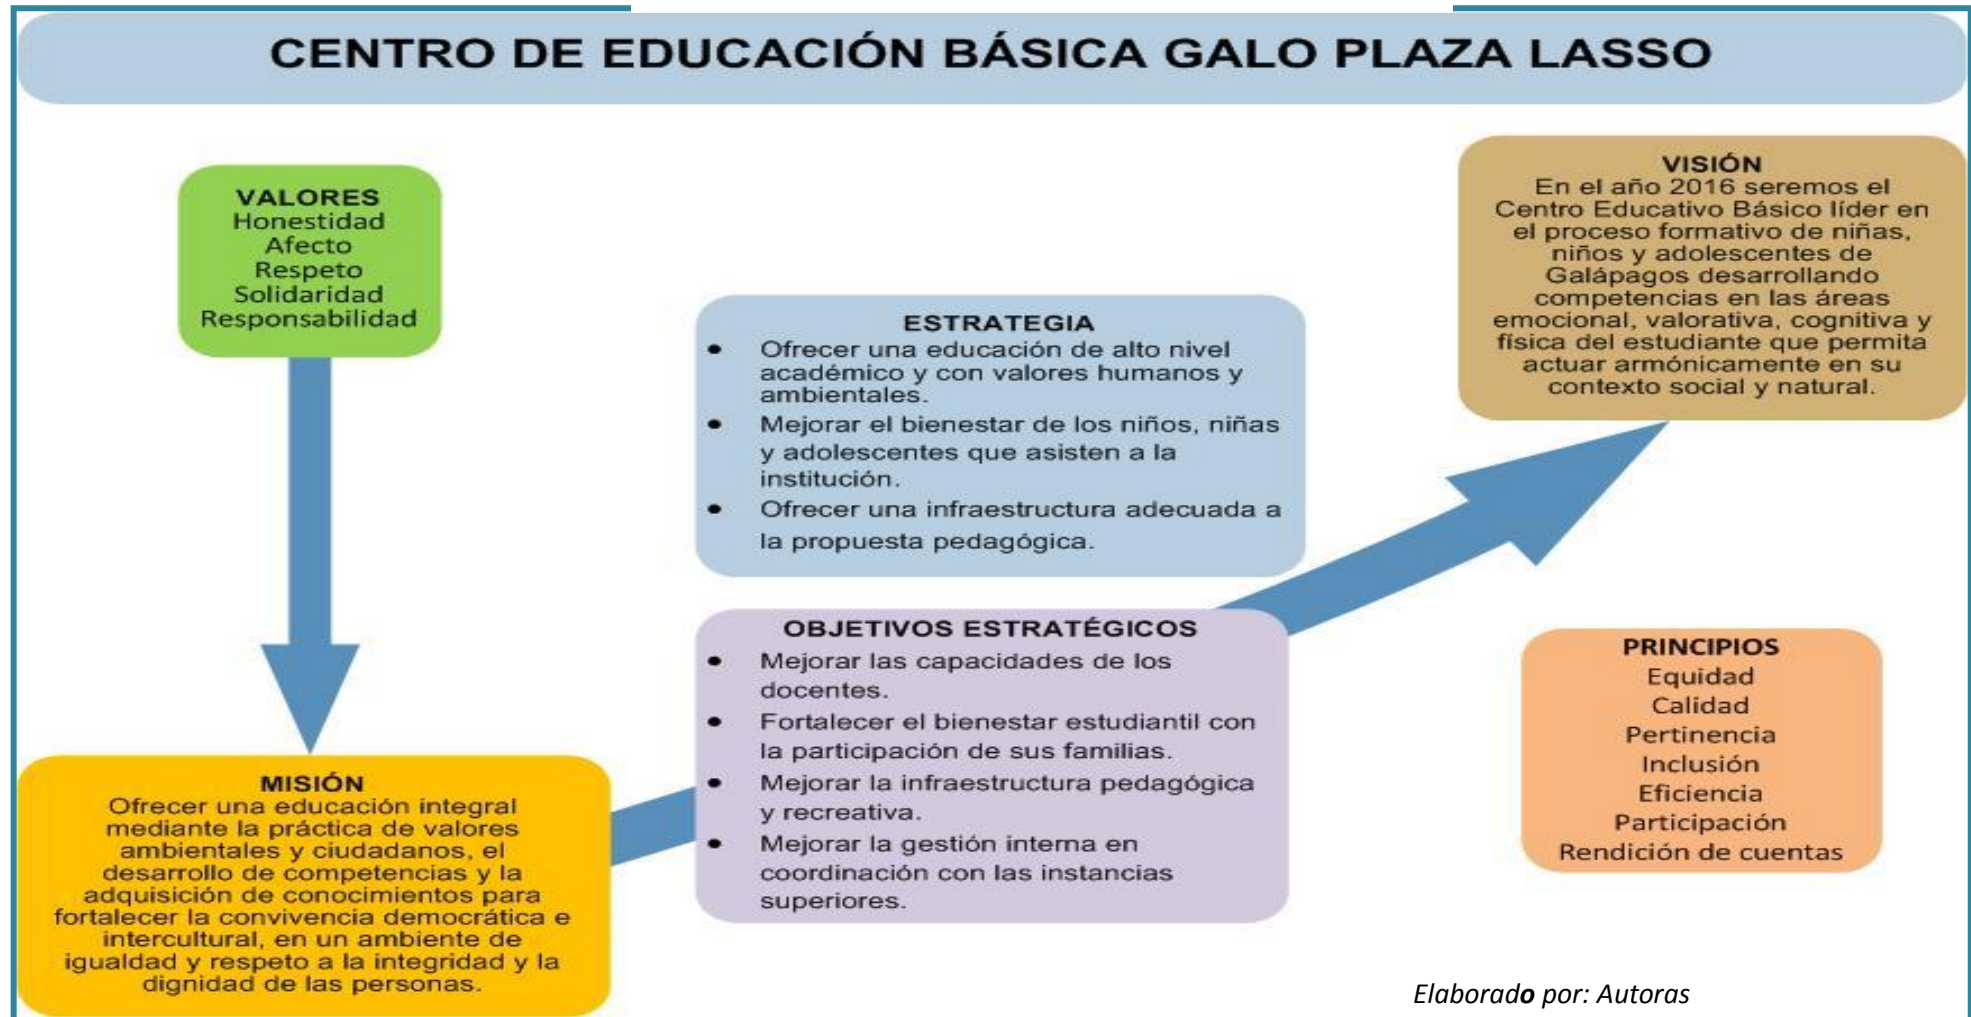 CENTRO DE EDUCACIÓN BÁSICA GALO PLAZA LASSO
VALORES
Honestidad
Afecto
Respeto
Solidaridad
Responsabilidad
MISIÓN
Ofrecer una educación integral
mediante la práctica de valores
ambientales y ciudadanos, el
desarrollo de competencias y la
adquisición de conocimientos para
fortalecer la convivencia democrática e
intercultural, en un ambiente de
igualdad y respeto a la integridad y la
dignidad de las personas.
ESTRATEGIA
• Ofrecer una educación de alto nivel
académico y con valores humanos y
ambientales.
• Mejorar el bienestar de los niños, niñas
y adolescentes que asisten a la
institución.
• Ofrecer una infraestructura adecuada a
la propuesta pedagógica.
OBJETIVOS ESTRATÉGICOS
• Mejorar las capacidades de los
docentes.
• Fortalecer el bienestar estudiantil con
la participación de sus familias.
• Mejorar la infraestructura pedagógica
y recreativa.
• Mejorar la gestión interna en
coordinación con las instancias
superiores.
VISIÓN
En el año 2016 seremos el
Centro Educativo Básico líder en
el proceso formativo de niñas,
niños y adolescentes de
Galápagos desarrollando
competencias en las áreas
emocional, valorativa, cognitiva y
física del estudiante que permita
actuar armónicamente en su
contexto social y natural.
PRINCIPIOS
Equidad
Calidad
Pertinencia
Inclusión
Eficiencia
Participación
Rendición de cuentas
Elaborado por: Autoras